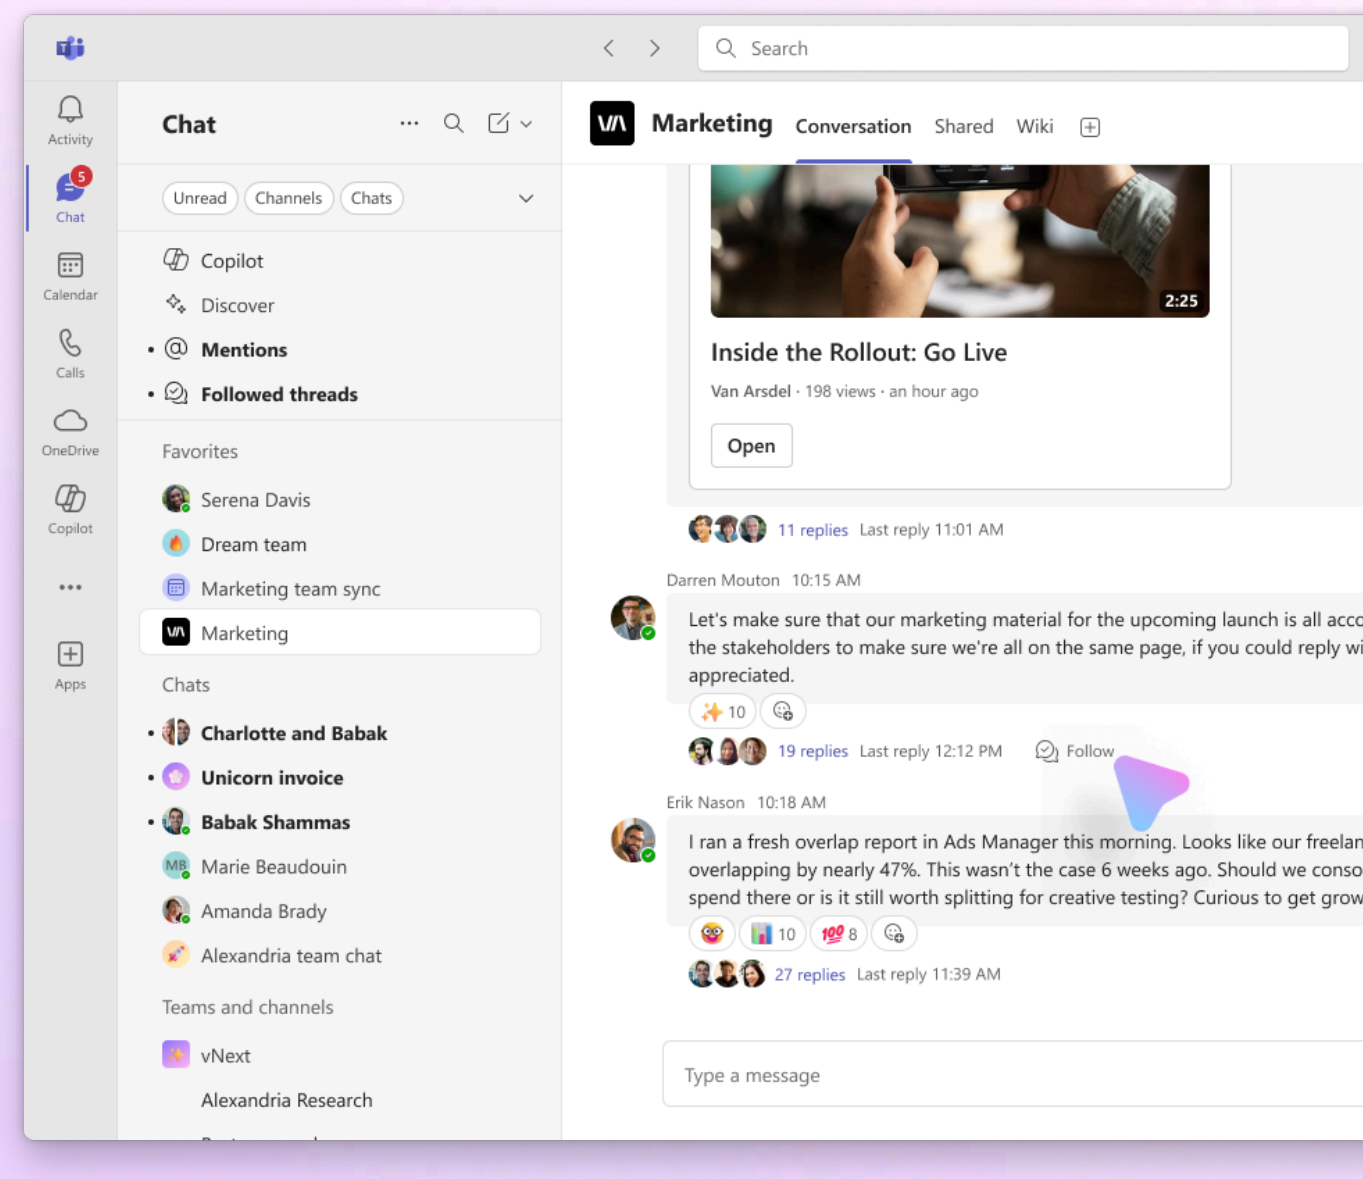 Search
Activity
5
Chat
Calendar
Calls
OneDrive
Copilot
Apps
Chat
Unread
Channels
Chats
Copilot
Discover
Mentions
Followed threads
Favorites
Serena Davis
Dream team
Marketing team sync
Marketing
Chats
Charlotte and Babak
Unicorn invoice
Babak Shammas
MB
Marie Beaudouin
Amanda Brady
Alexandria team chat
Teams and channels
vNext
Alexandria Research
Marketing Conversation Shared Wiki
2:25
Inside the Rollout: Go Live
Van Arsdel · 198 views · an hour ago
Open
11 replies Last reply 11:01 AM
Darren Mouton 10:15 AM
Let's make sure that our marketing material for the upcoming launch is all acco
the stakeholders to make sure we're all on the same page, if you could reply wi
appreciated.
10
19 replies Last reply 12:12 PM Follow
Erik Nason 10:18 AM
I ran a fresh overlap report in Ads Manager this morning. Looks like our freelan
overlapping by nearly 47%. This wasn’t the case 6 weeks ago. Should we conso
spend there or is it still worth splitting for creative testing? Curious to get grow
10 100 8
27 replies Last reply 11:39 AM
Type a message